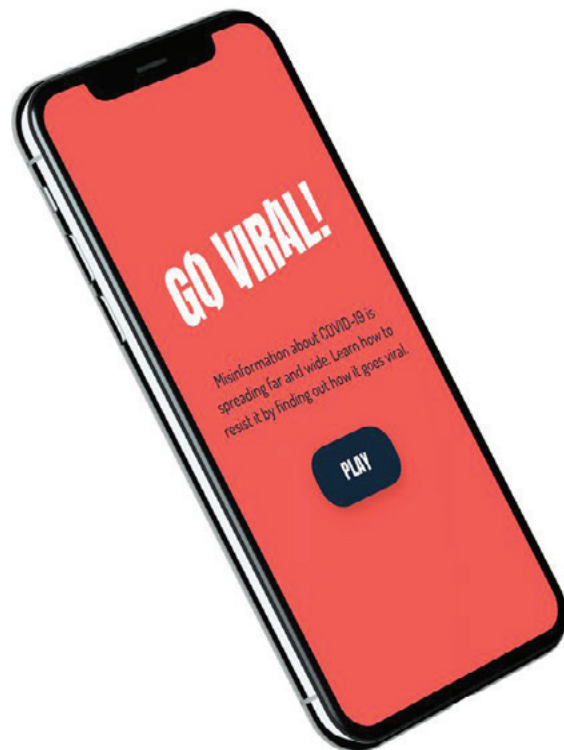 GO VIRAL!
Misinformation about COVID-19 is
spreading far and wide. Learn how to
resist it by finding out how it goes viral.
PLAY